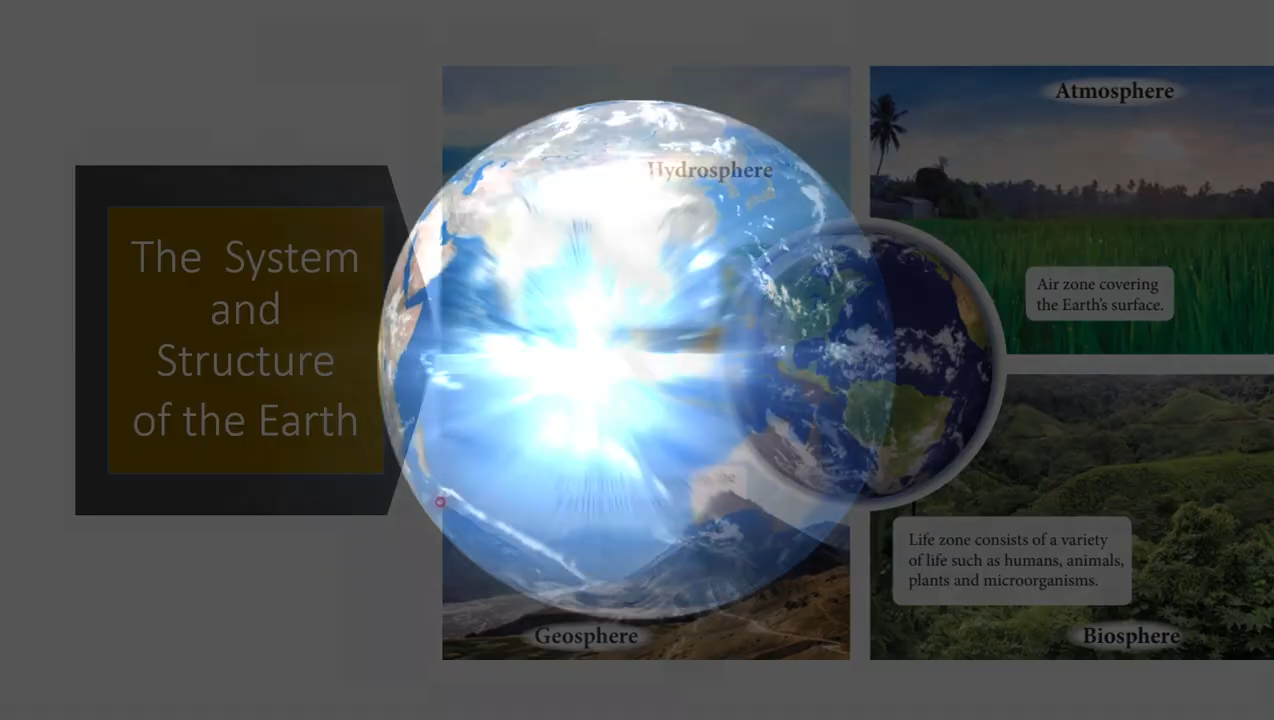 The System
and
Structure
of the Earth
Hydrosphere
Atmosphere
Air zone covering
the Earth's surface.
Life zone consists of a variety
of life such as humans, animals,
plants and microorganisms.
Geosphere
Biosphere